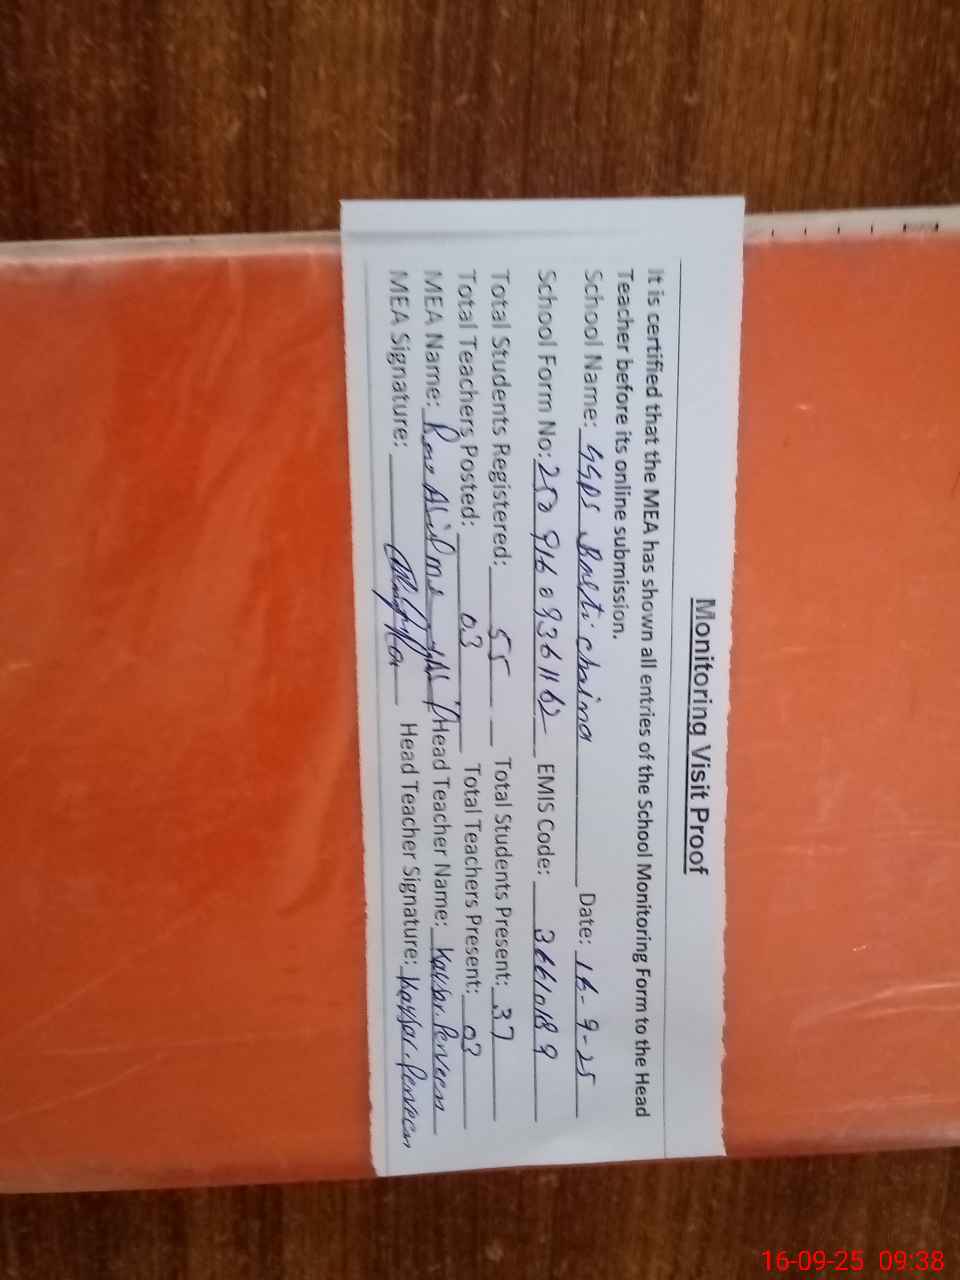 Monitoring Visit Proof
It is certified that the MEA has shown all entries of the School Monitoring Form to the Head
Teacher before its online submission.
School Name: GGPS Basti chaina Date: 16-9-25
School Form No: 25091609361162 EMIS Code: 36610189
Total Students Registered: 55 Total Students Present: 37
Total Teachers Posted: 03 Total Teachers Present: 03
MEA Name: Head Teacher Name: Kaysar Perveen
MEA Signature: Head Teacher Signature: Kaysar Perveen
16-09-25 09:38